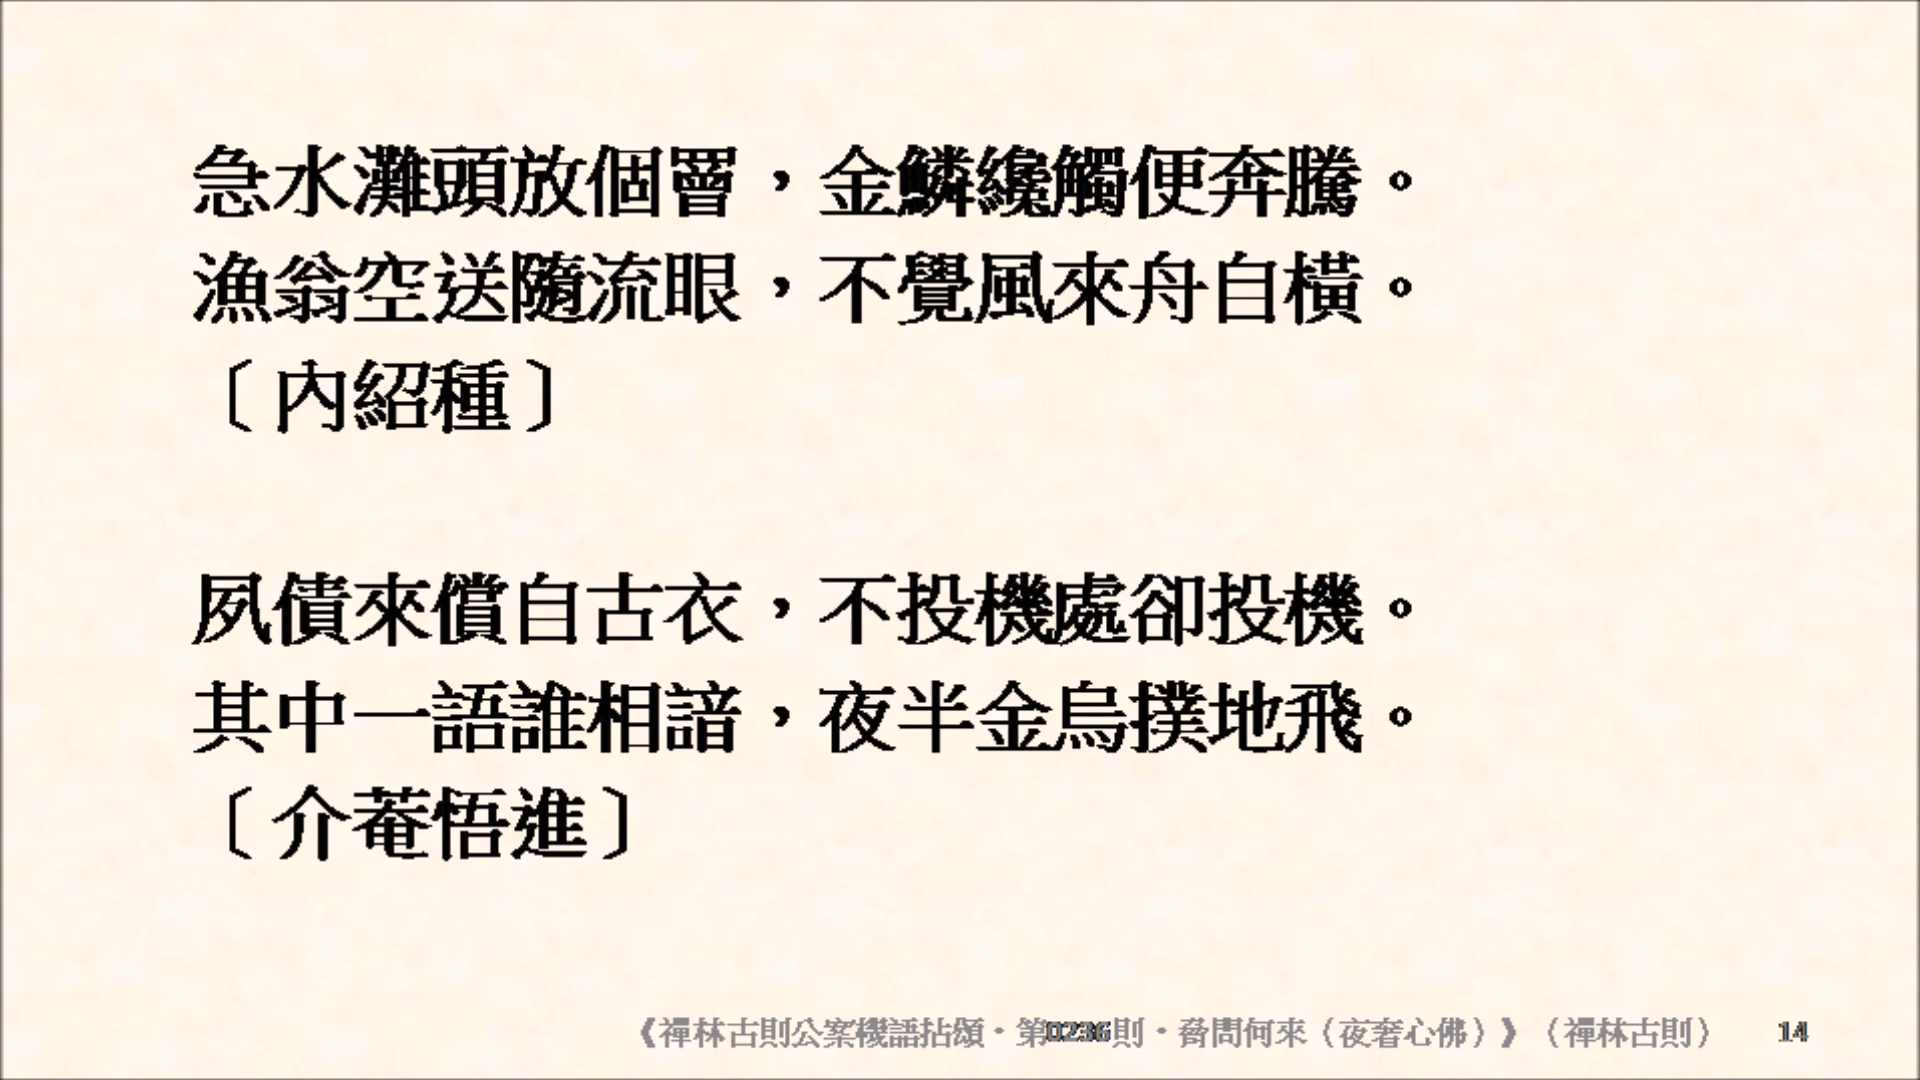 急水灘頭放個罾，金鱗纔觸便奔騰。
漁翁空送隨流眼，不覺風來舟自橫。
〔內紹種〕
夙債來償自古衣，不投機處卻投機。
其中一語誰相諳，夜半金烏撲地飛。
〔介菴悟進〕
《禪林古則公案機語拈頌・第0236則・問何來（夜奢心佛）》（禪林古則） 14